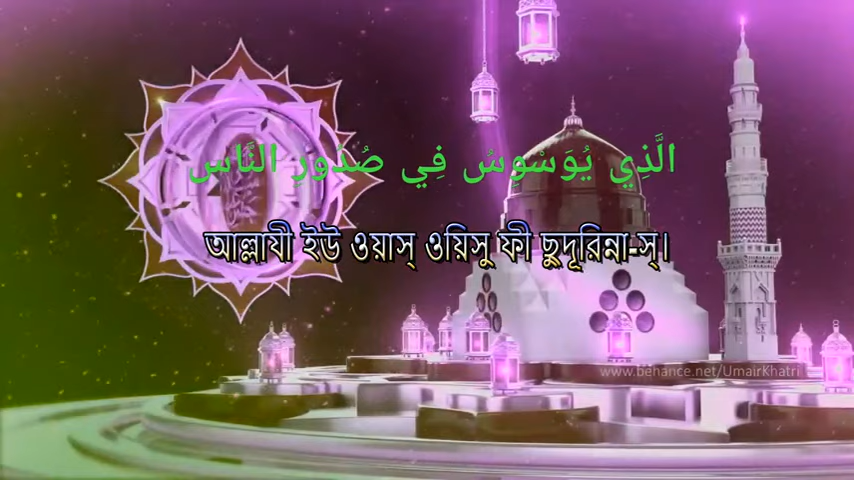 الَّذِي يُوَسْوِسُ فِي صُدُورِ النَّاسِ
আল্লাযী ইউ ওয়াস্ ওয়িসু ফী ছুদূরিন্না-স্।
www.behance.net/UmairKhatri